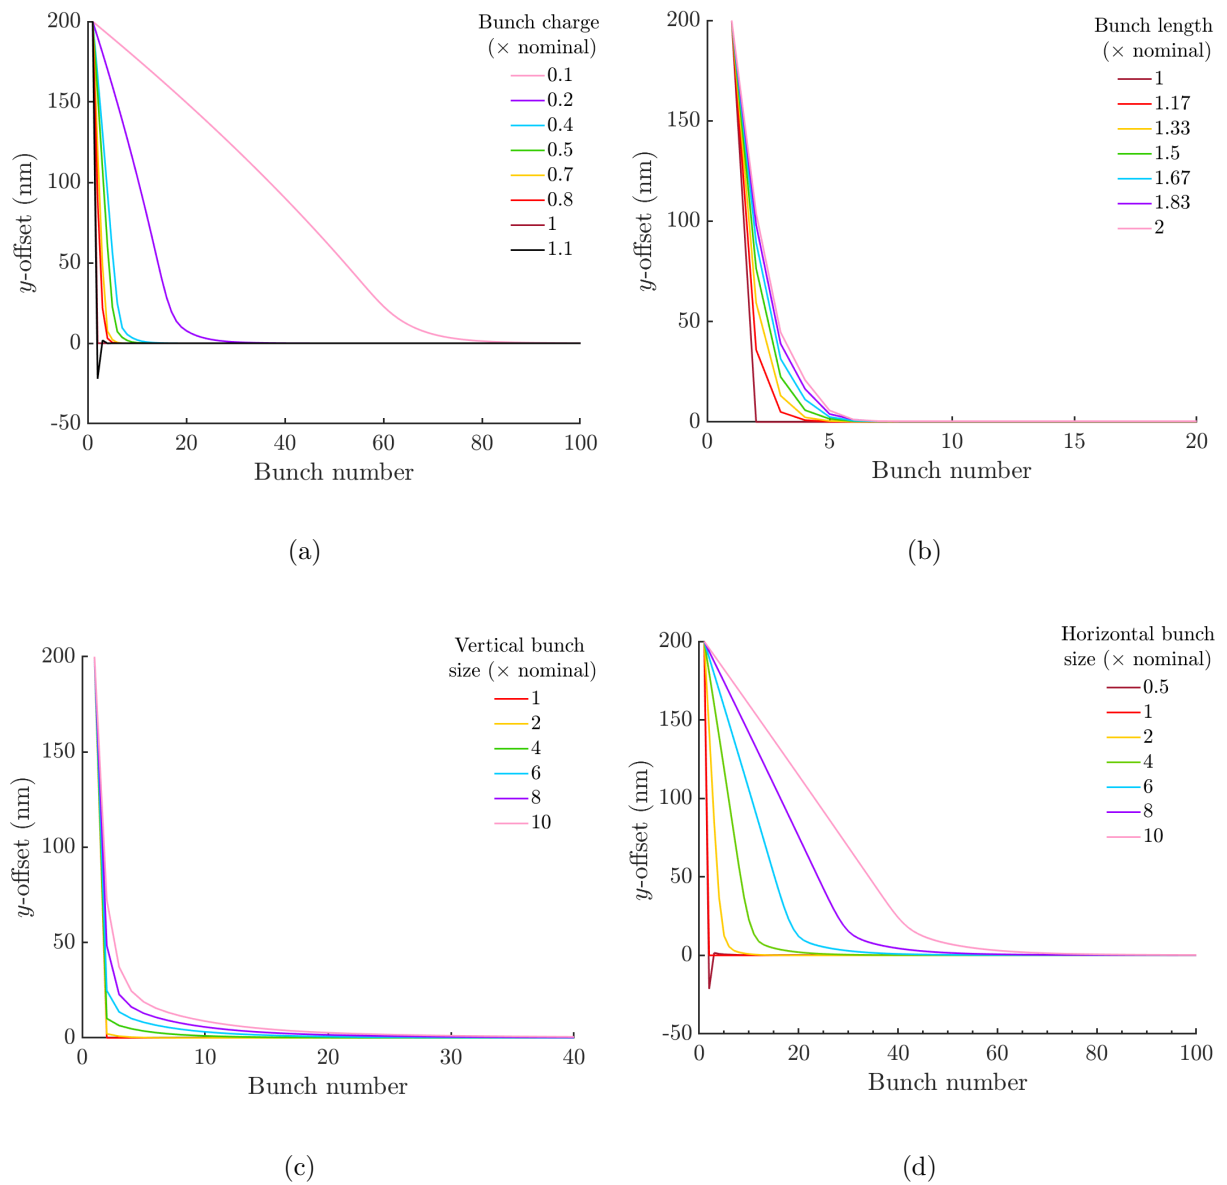 Bunch charge
(× nominal)
0.1
0.2
0.4
0.5
0.7
0.8
1
1.1
200
150
100
50
0
-50
y-offset (nm)
0 20 40 60 80 100
Bunch number
(a)
Bunch length
(× nominal)
1
1.17
1.33
1.5
1.67
1.83
2
200
150
100
50
0
y-offset (nm)
0 5 10 15 20
Bunch number
(b)
Vertical bunch
size (× nominal)
1
2
4
6
8
10
200
150
100
50
0
y-offset (nm)
0 10 20 30 40
Bunch number
(c)
Horizontal bunch
size (× nominal)
0.5
1
2
4
6
8
10
200
150
100
50
0
-50
y-offset (nm)
0 20 40 60 80 100
Bunch number
(d)